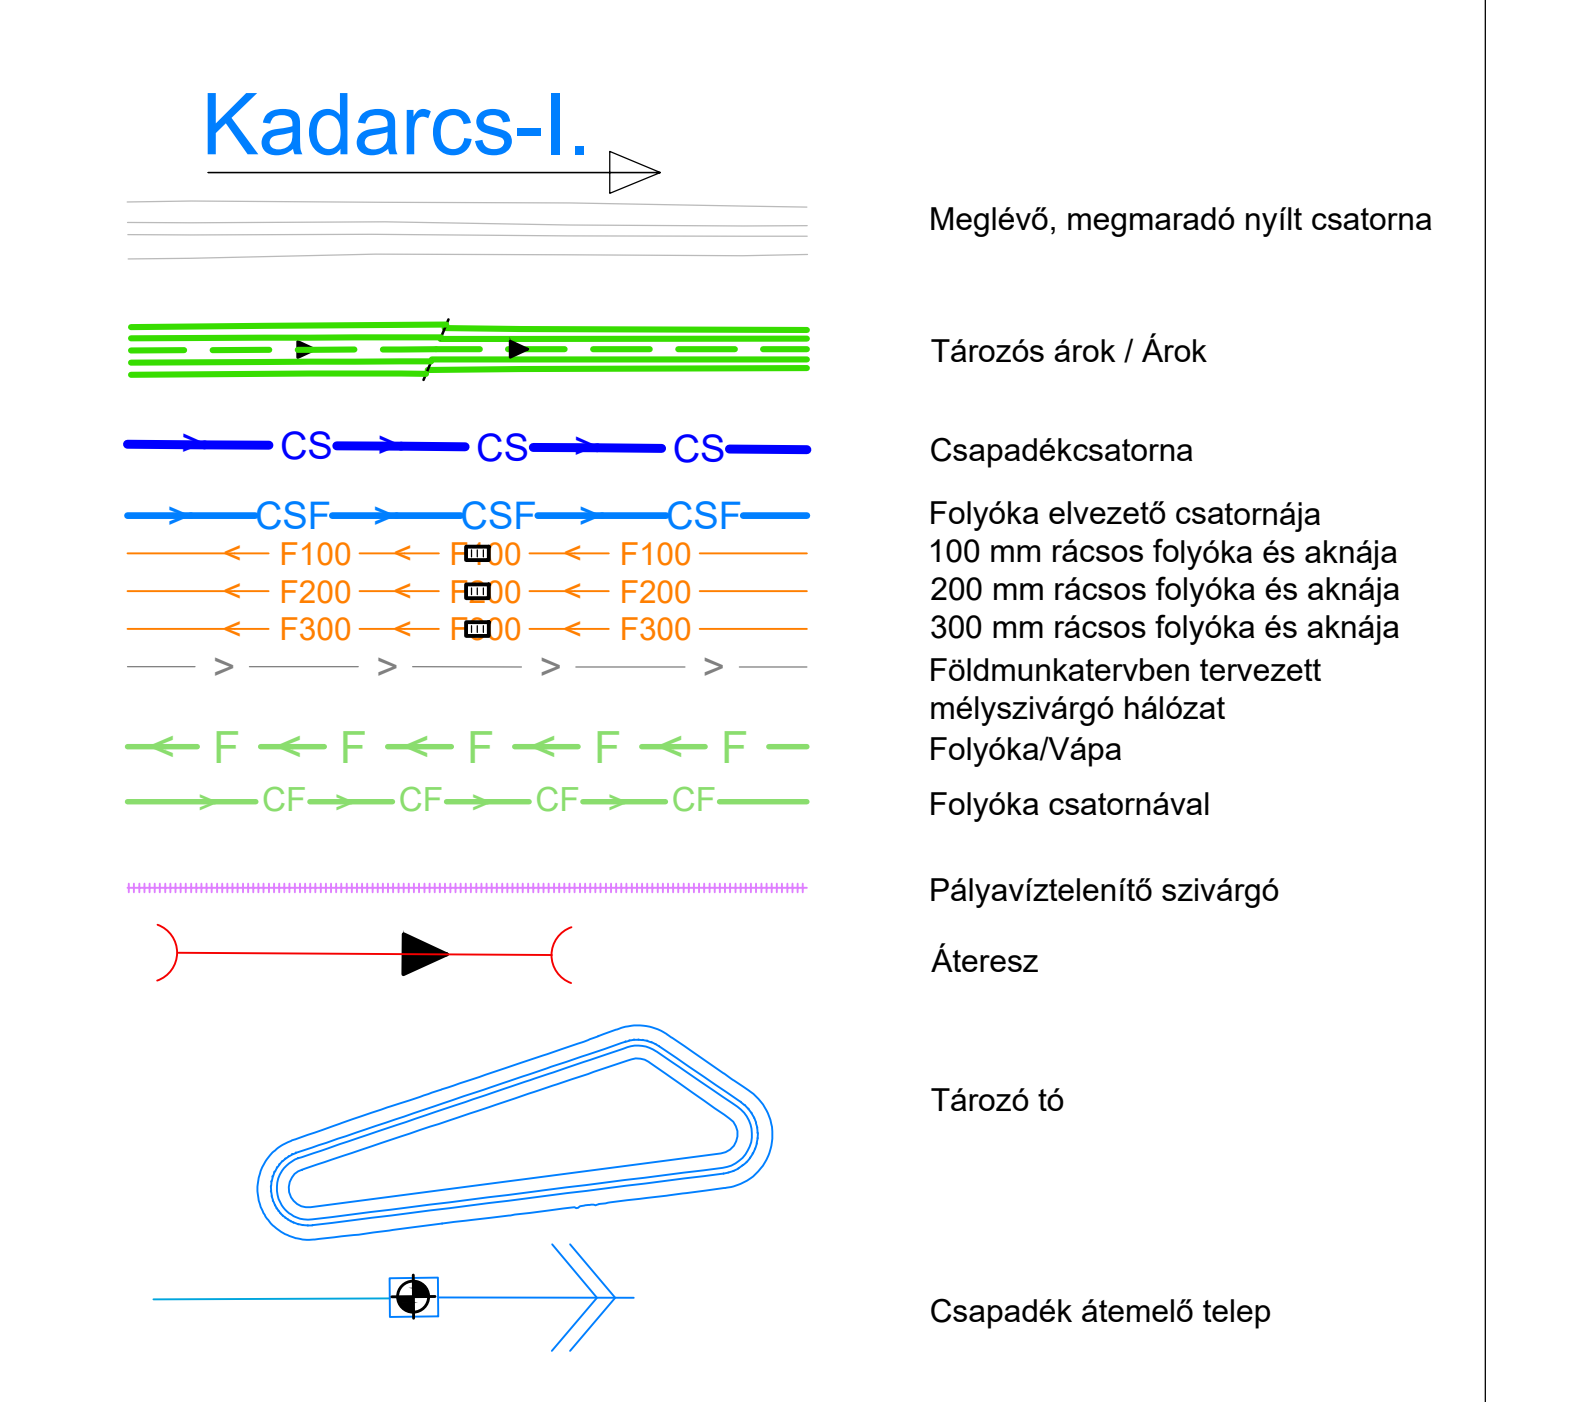 Kadarcs-I.
Meglévő, megmaradó nyílt csatorna
Tározós árok / Árok
CS CS CS Csapadékcsatorna
CSF CSF CSF Folyóka elvezető csatornája
F100 F100 F100 100 mm rácsos folyóka és aknája
F200 F200 F200 200 mm rácsos folyóka és aknája
F300 F300 F300 300 mm rácsos folyóka és aknája
Földmunkatervben tervezett
mélyszivárgó hálózat
F F F F F Folyóka/Vápa
CF CF CF CF Folyóka csatornával
Pályavíztelenítő szivárgó
Áteresz
Tározó tó
Csapadék átemelő telep